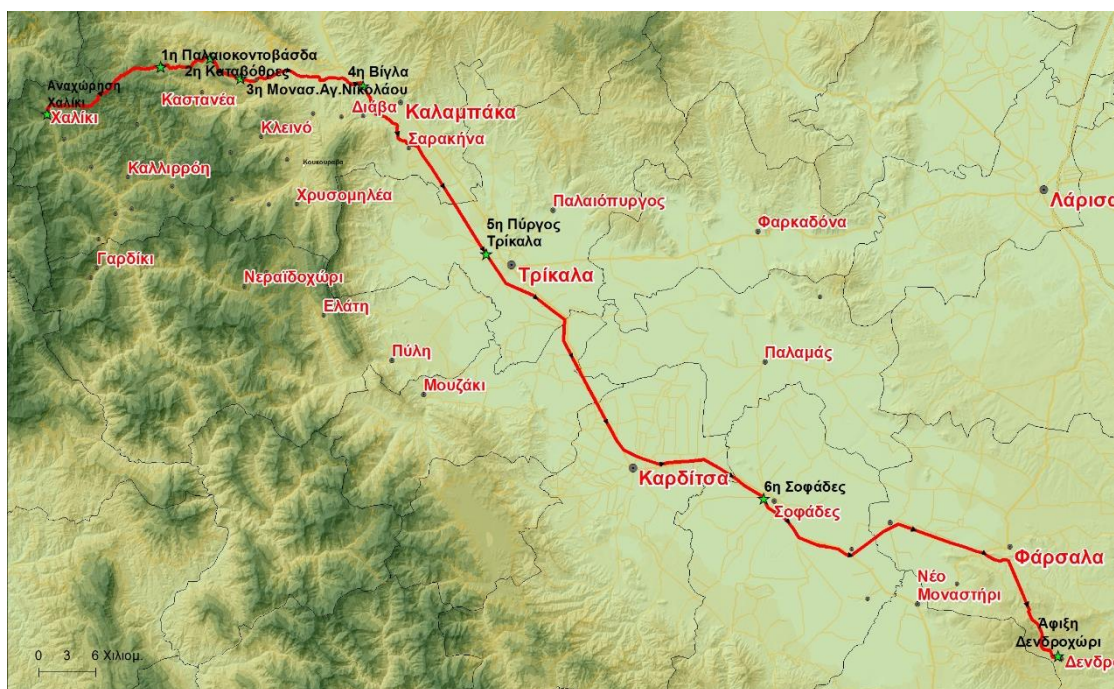 1η Παλαιοκοντοβάσδα
2η Καταβόθρες
4η Βίγλα
Αναχώρηση
Χαλίκι
Χαλίκι
Καστανέα
3η Μονασ.Αγ.Νικολάου
Διάβα
Καλαμπάκα
Κλεινό
Σαρακήνα
Κουκουράβα
Καλλιρρόη
Χρυσομηλέα
Παλαιόπυργος
Φαρκαδόνα
Λάρισα
5η Πύργος
Τρίκαλα
Γαρδίκι
Νεραϊδοχώρι
Τρίκαλα
Ελάτη
Πύλη
Μουζάκι
Παλαμάς
Καρδίτσα
6η Σοφάδες
Σοφάδες
Φάρσαλα
Νέο
Μοναστήρι
Άφιξη
Δενδροχώρι
Δενδρο
0 3 6 Χιλιομ.